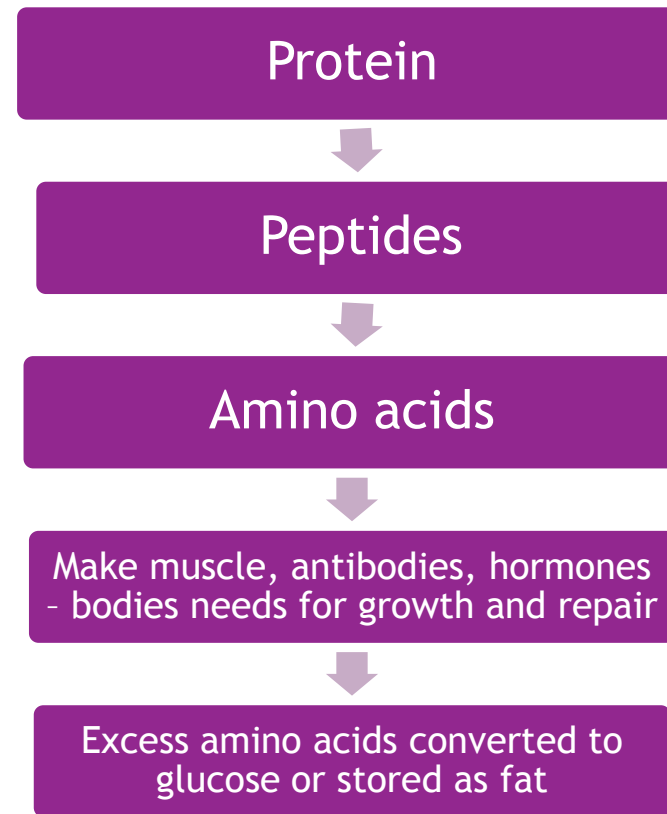 Protein
Peptides
Amino acids
Make muscle, antibodies, hormones
– bodies needs for growth and repair
Excess amino acids converted to
glucose or stored as fat